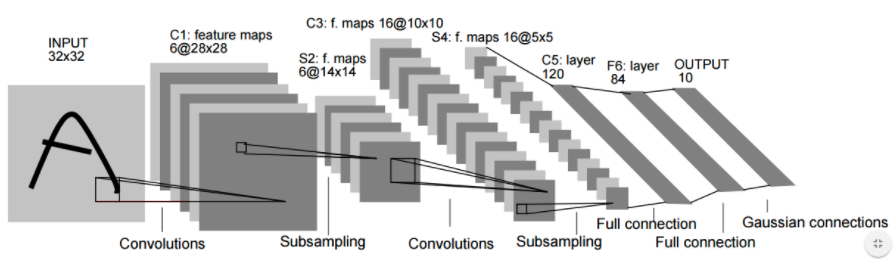 INPUT
32x32
C1: feature maps
6@28x28
S2: f. maps
6@14x14
C3: f. maps 16@10x10
S4: f. maps 16@5x5
C5: layer
120
F6: layer
84
OUTPUT
10
A
Convolutions
Subsampling
Convolutions
Subsampling
Full connection
Full connection
Gaussian connections